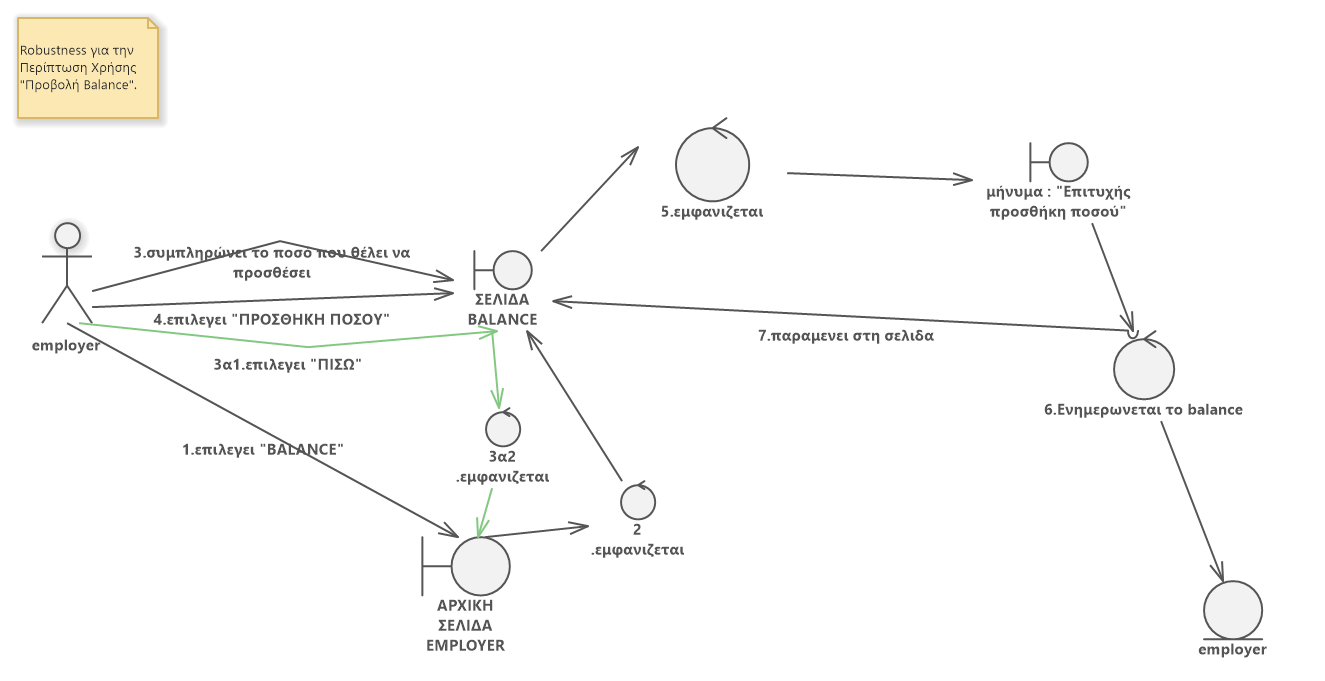 Robustness για την
Περίπτωση Χρήσης
"Προβολή Balance".
5.εμφανιζεται
μήνυμα : "Επιτυχής
προσθήκη ποσού"
3.συμπληρώνει το ποσο που θέλει να
προσθέσει
ΣΕΛΙΔΑ
BALANCE
4.επιλεγει "ΠΡΟΣΘΗΚΗ ΠΟΣΟΥ"
employer
7.παραμενει στη σελιδα
3α1.επιλεγει "ΠΙΣΩ"
6.Ενημερωνεται το balance
1.επιλεγει "BALANCE"
3α2
.εμφανιζεται
2
.εμφανιζεται
ΑΡΧΙΚΗ
ΣΕΛΙΔΑ
EMPLOYER
employer